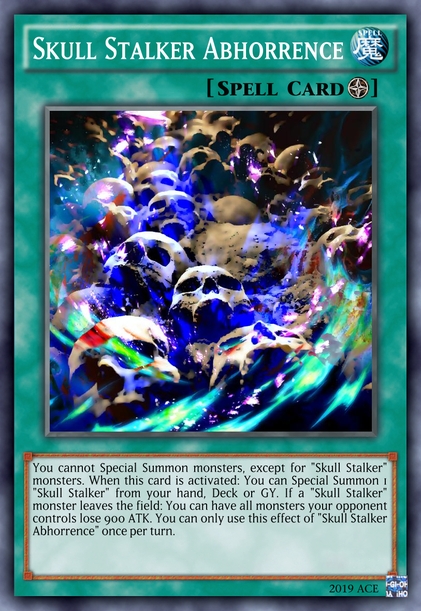 Skull Stalker Abhorrence
SPELL
魔
[Spell Card]
You cannot Special Summon monsters, except for "Skull Stalker"
monsters. When this card is activated: You can Special Summon 1
"Skull Stalker" from your hand, Deck or GY. If a "Skull Stalker"
monster leaves the field: You can have all monsters your opponent
controls lose 900 ATK. You can only use this effect of "Skull Stalker
Abhorrence" once per turn.
2019 ACE